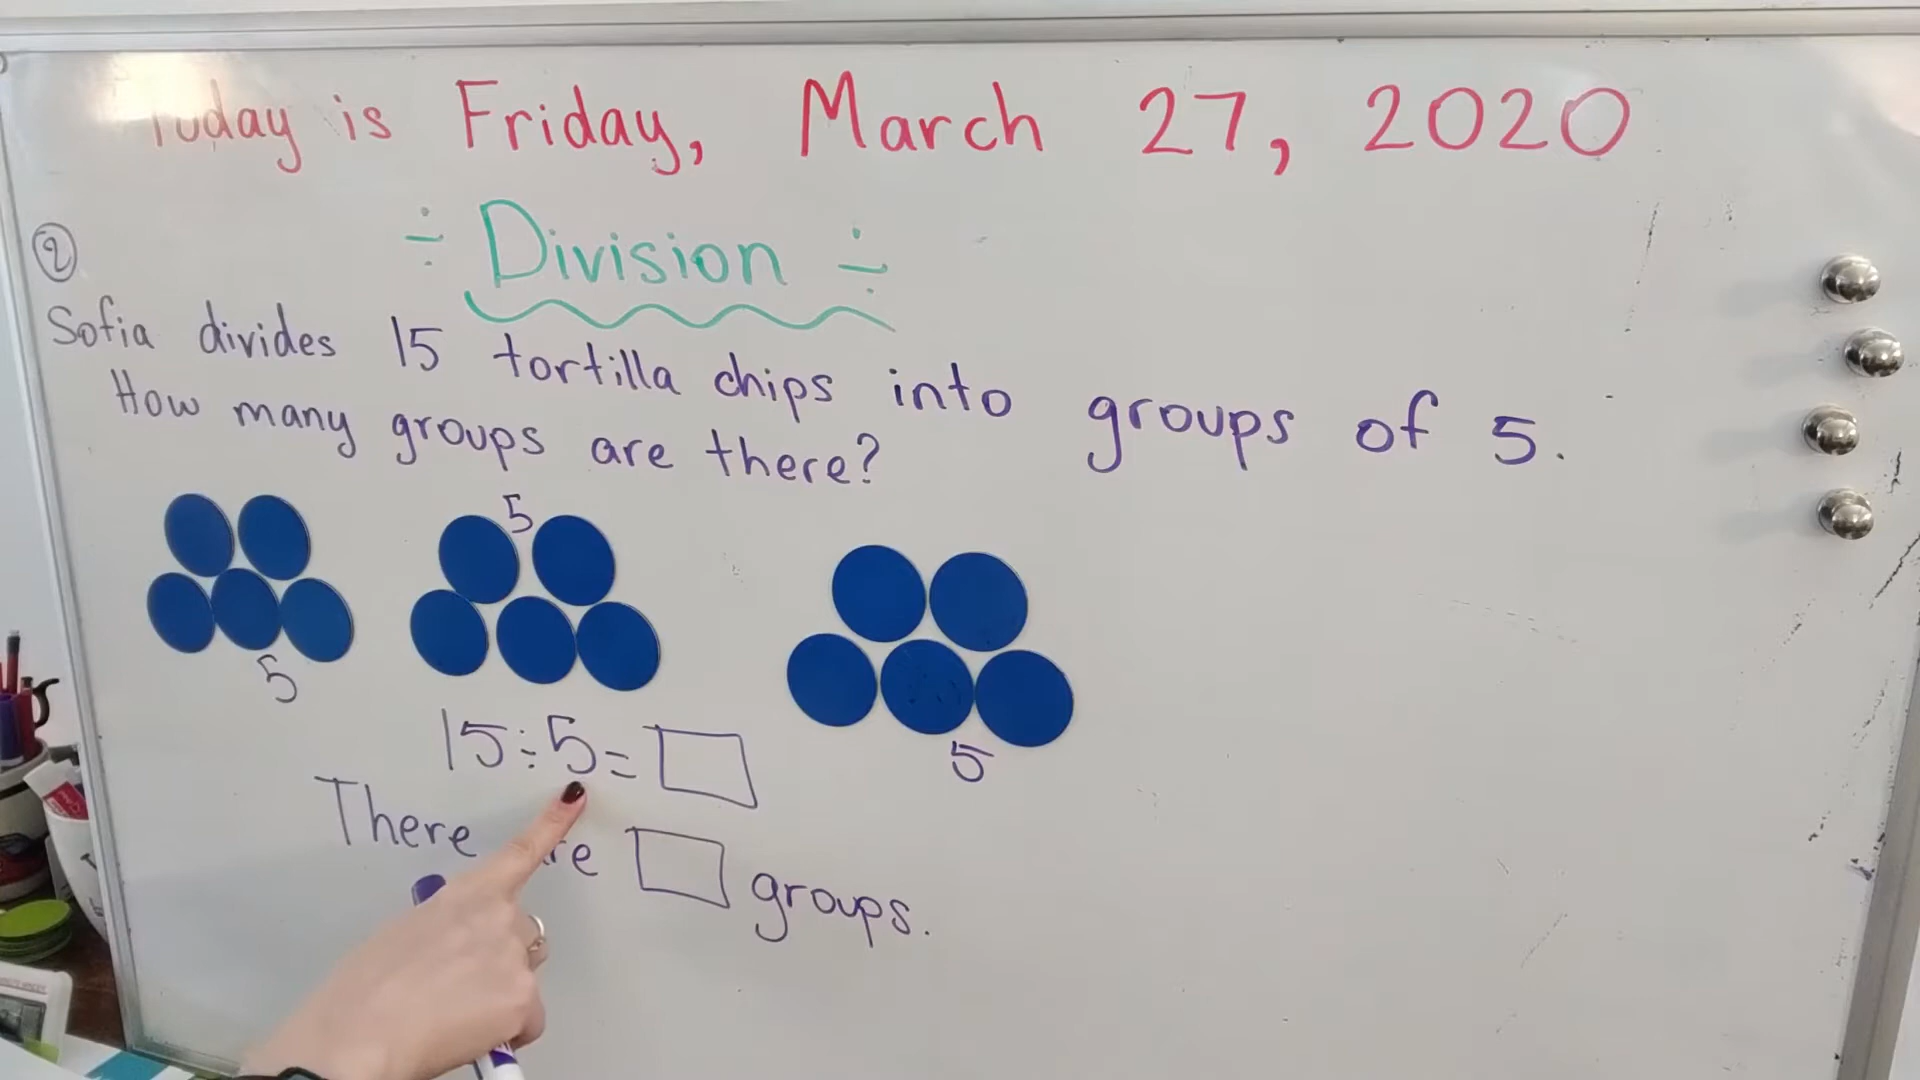 Today is Friday, March 27, 2020
÷ Division ÷
2
Sofia divides 15 tortilla chips into groups of 5.
How many groups are there?
5
5
5
15÷5=
There are groups.